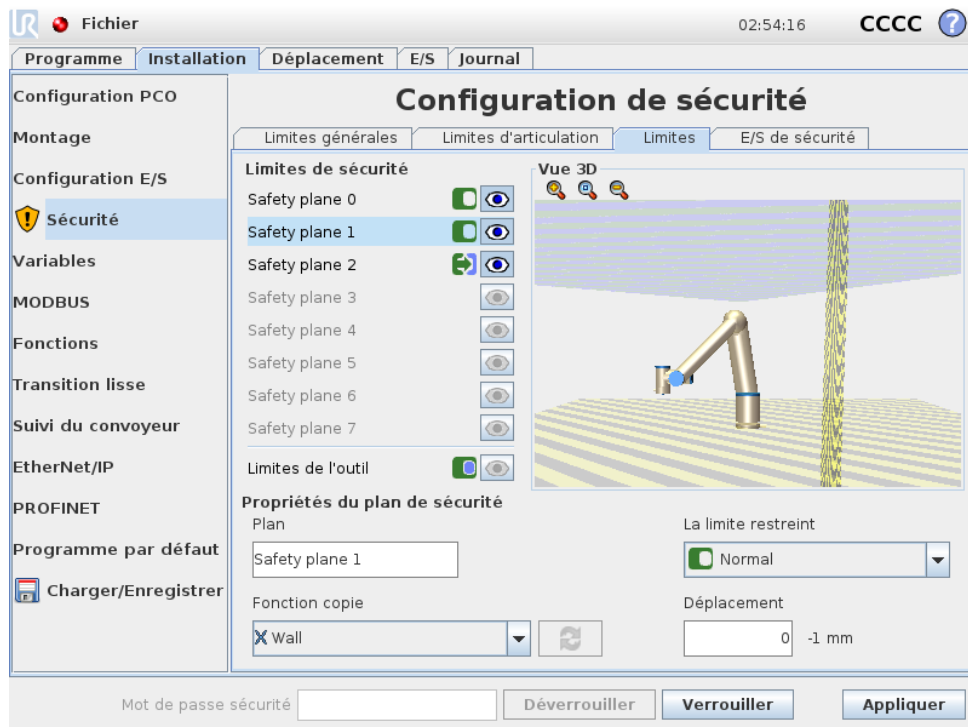 UR Fichier 02:54:16 CCCC ?
Programme Installation Déplacement E/S Journal
Configuration PCO
Montage
Configuration E/S
Sécurité
Variables
MODBUS
Fonctions
Transition lisse
Suivi du convoyeur
EtherNet/IP
PROFINET
Programme par défaut
Charger/Enregistrer
Configuration de sécurité
Limites générales Limites d'articulation Limites E/S de sécurité
Limites de sécurité
Safety plane 0
Safety plane 1
Safety plane 2
Safety plane 3
Safety plane 4
Safety plane 5
Safety plane 6
Safety plane 7
Limites de l'outil
Vue 3D
Propriétés du plan de sécurité
Plan
Safety plane 1
La limite restreint
Normal
Fonction copie
Wall
Déplacement
0 -1 mm
Mot de passe sécurité Déverrouiller Verrouiller Appliquer